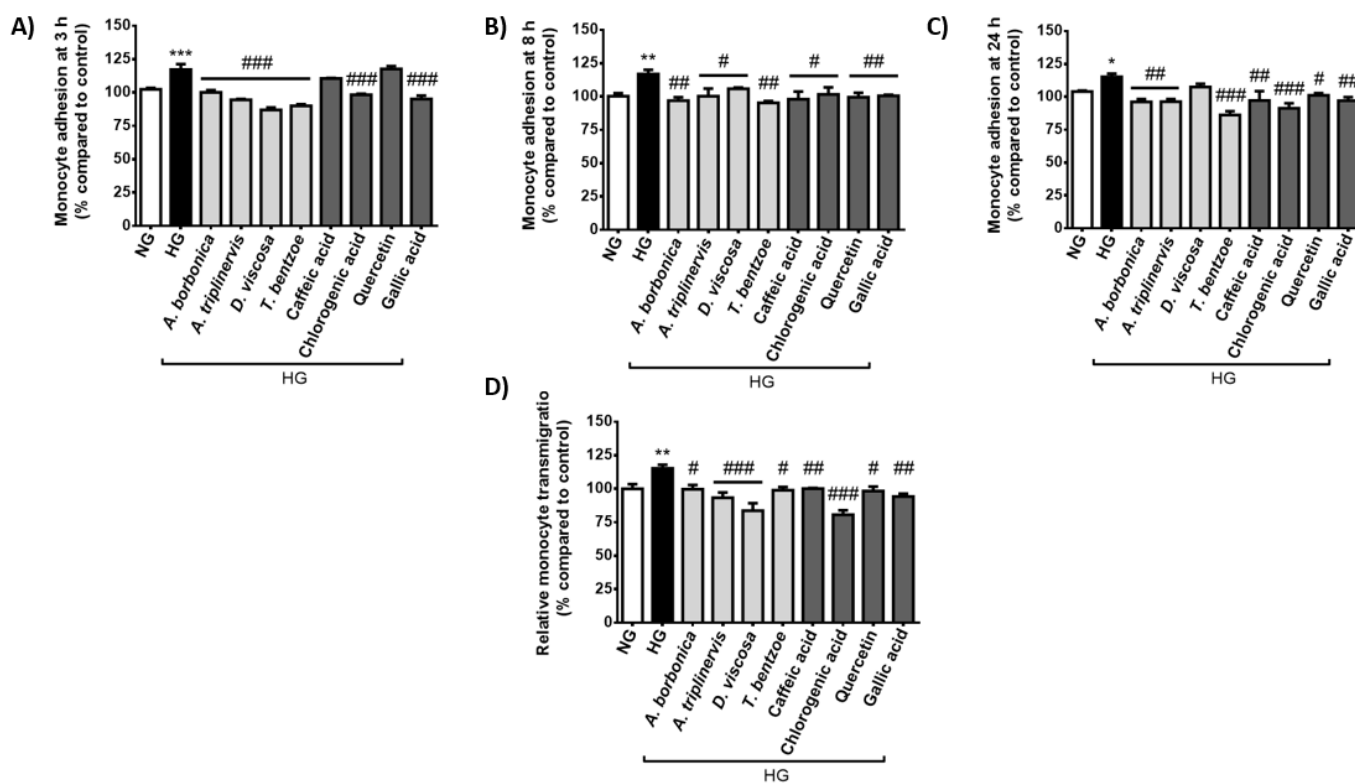 A)
Monocyte adhesion at 3 h
(% compared to control)
150
125
100
75
50
25
0
***
###
###
###
NG
HG
A. borbonica
A. triplinervis
D. viscosa
T. bentzoe
Caffeic acid
Chlorogenic acid
Quercetin
Gallic acid
HG
B)
Monocyte adhesion at 8 h
(% compared to control)
150
125
100
75
50
25
0
**
##
#
##
#
##
NG
HG
A. borbonica
A. triplinervis
D. viscosa
T. bentzoe
Caffeic acid
Chlorogenic acid
Quercetin
Gallic acid
HG
C)
Monocyte adhesion at 24 h
(% compared to control)
150
125
100
75
50
25
0
*
##
###
##
###
#
##
NG
HG
A. borbonica
A. triplinervis
D. viscosa
T. bentzoe
Caffeic acid
Chlorogenic acid
Quercetin
Gallic acid
HG
D)
Relative monocyte transmigratio
(% compared to control)
150
125
100
75
50
25
0
**
#
###
#
##
###
#
##
NG
HG
A. borbonica
A. triplinervis
D. viscosa
T. bentzoe
Caffeic acid
Chlorogenic acid
Quercetin
Gallic acid
HG